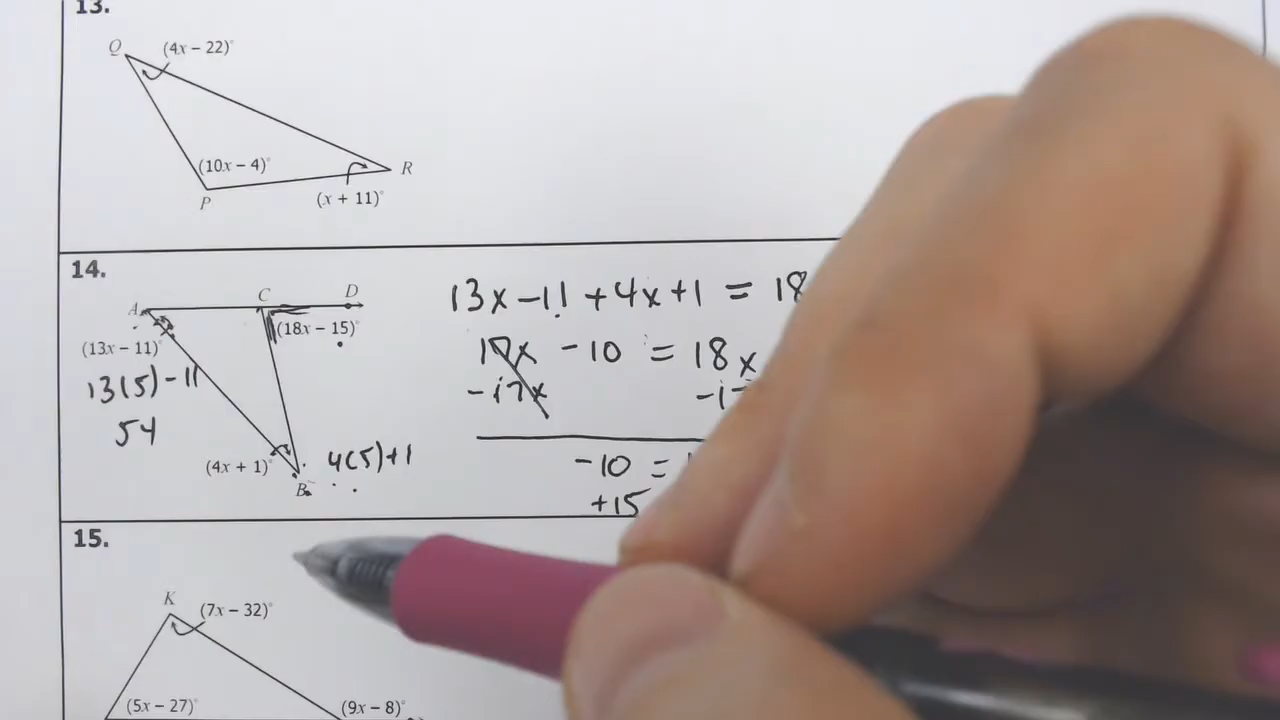 13.
Q (4x – 22)°
(10x – 4)° R
P (x + 11)°
14.
A C D
(18x – 15)°
(13x – 11)°
13(5) - 11
54
(4x + 1)° 4(5)+1
B
13x - 11 + 4x + 1 = 18
17x - 10 = 18x
-17x
-10 =
+15
15.
K (7x – 32)°
(5x – 27)° (9x – 8)°